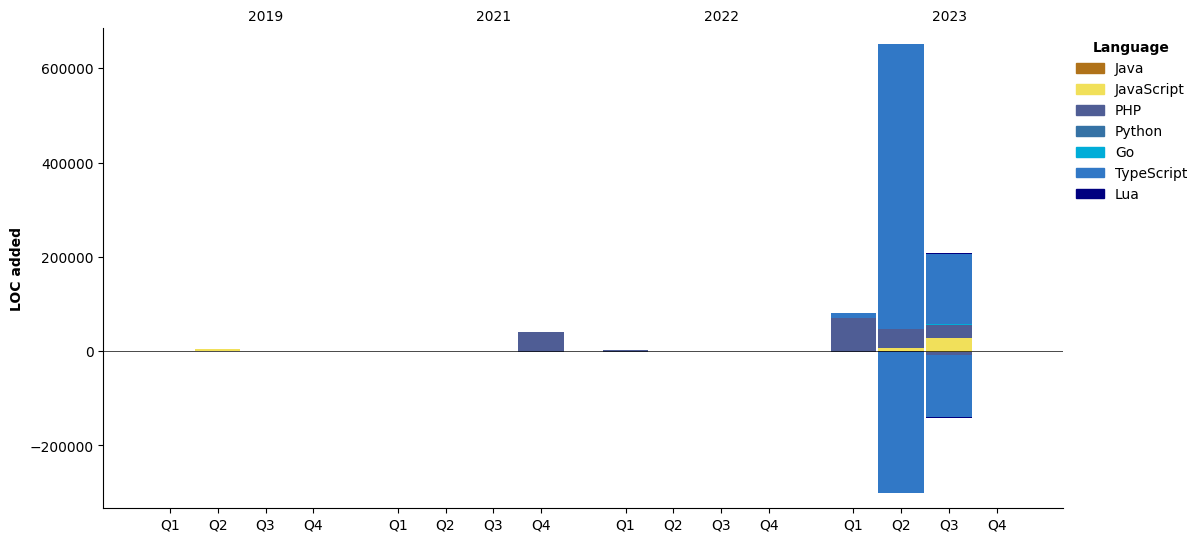 2019 2021 2022 2023
LOC added
600000
400000
200000
0
−200000
Q1 Q2 Q3 Q4 Q1 Q2 Q3 Q4 Q1 Q2 Q3 Q4 Q1 Q2 Q3 Q4
Language
Java
JavaScript
PHP
Python
Go
TypeScript
Lua